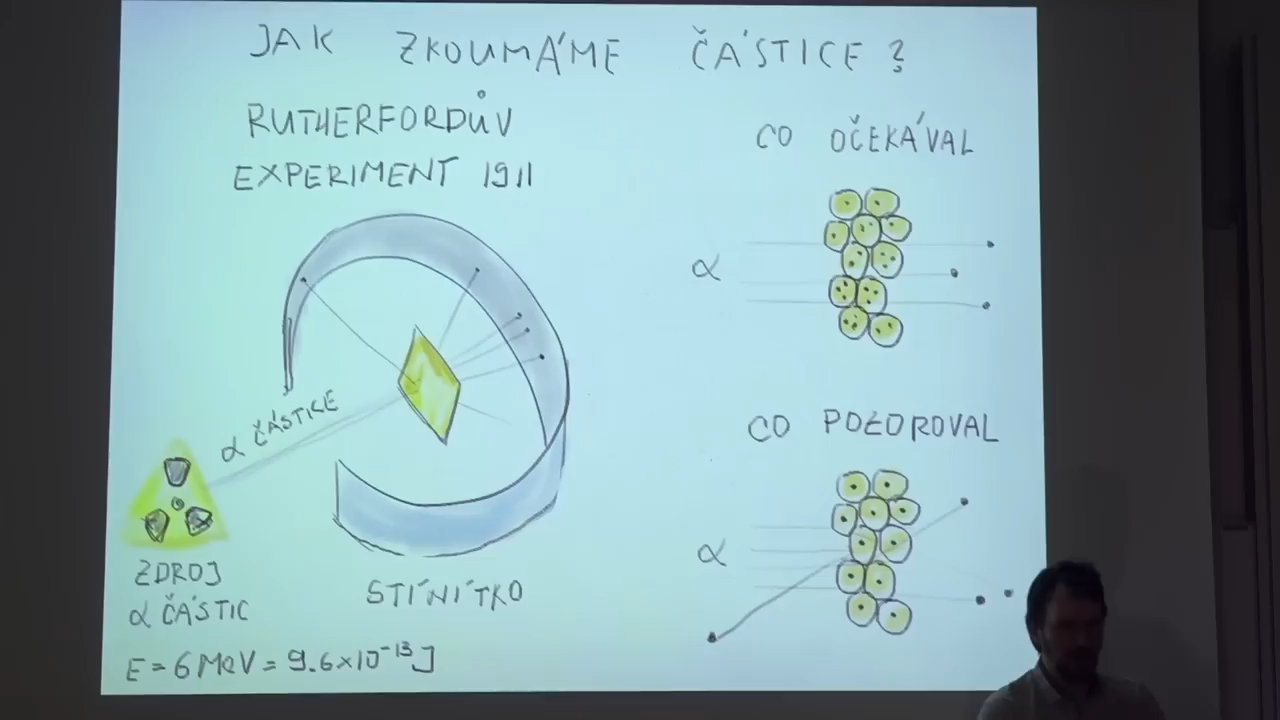 JAK ZKOUMÁME ČÁSTICE?
RUTHERFORDŮV
EXPERIMENT 1911
α ČÁSTICE
ZDROJ
α ČÁSTIC
E = 6 MeV = 9.6×10⁻¹³ J
STÍNÍTKO
CO OČEKÁVAL
α
CO POZOROVAL
α